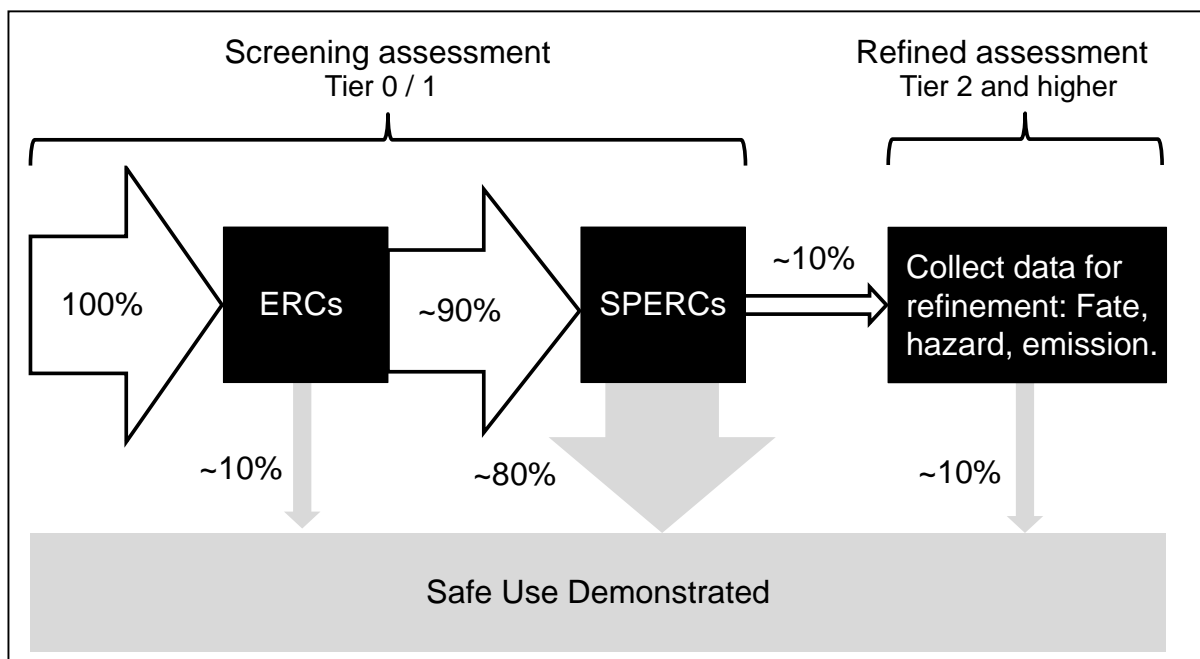 Screening assessment
Tier 0 / 1
Refined assessment
Tier 2 and higher
100%
ERCs
~90%
SPERCs
~10%
Collect data for
refinement: Fate,
hazard, emission.
~10%
~80%
~10%
Safe Use Demonstrated